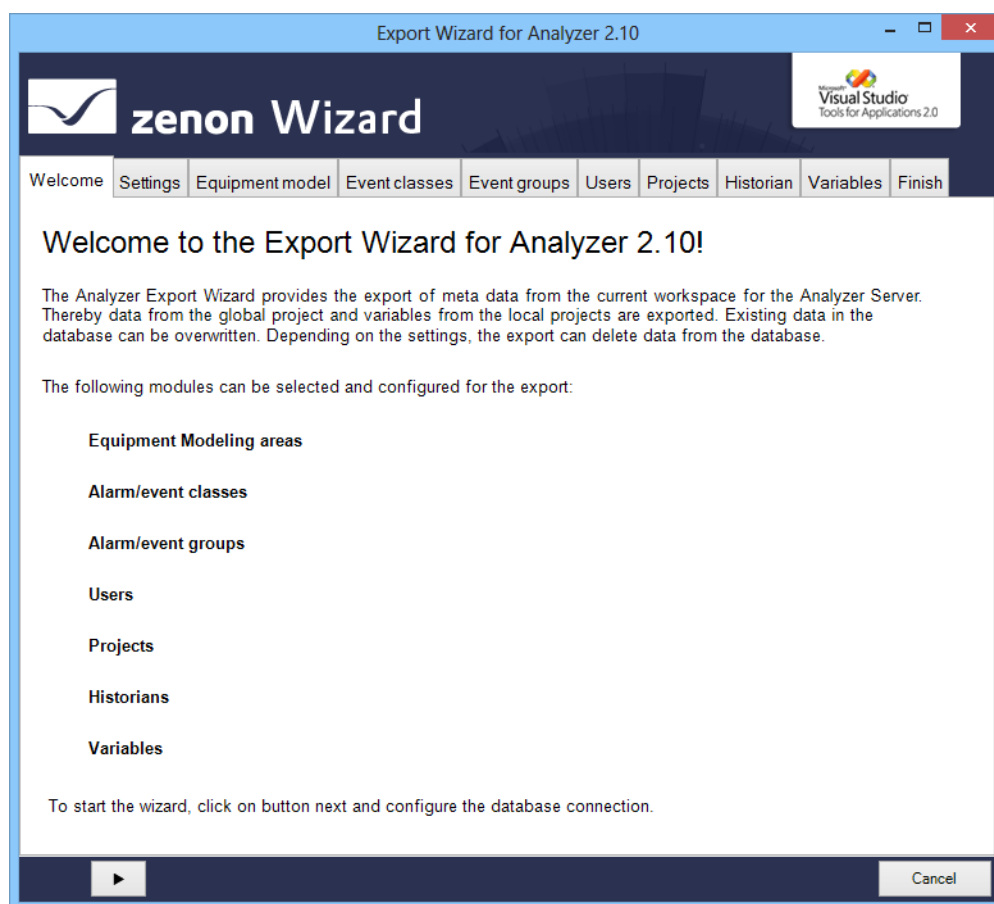 Export Wizard for Analyzer 2.10
zenon Wizard
Microsoft
Visual Studio
Tools for Applications 2.0
Welcome Settings Equipment model Event classes Event groups Users Projects Historian Variables Finish
Welcome to the Export Wizard for Analyzer 2.10!
The Analyzer Export Wizard provides the export of meta data from the current workspace for the Analyzer Server.
Thereby data from the global project and variables from the local projects are exported. Existing data in the
database can be overwritten. Depending on the settings, the export can delete data from the database.
The following modules can be selected and configured for the export:
Equipment Modeling areas
Alarm/event classes
Alarm/event groups
Users
Projects
Historians
Variables
To start the wizard, click on button next and configure the database connection.
Cancel